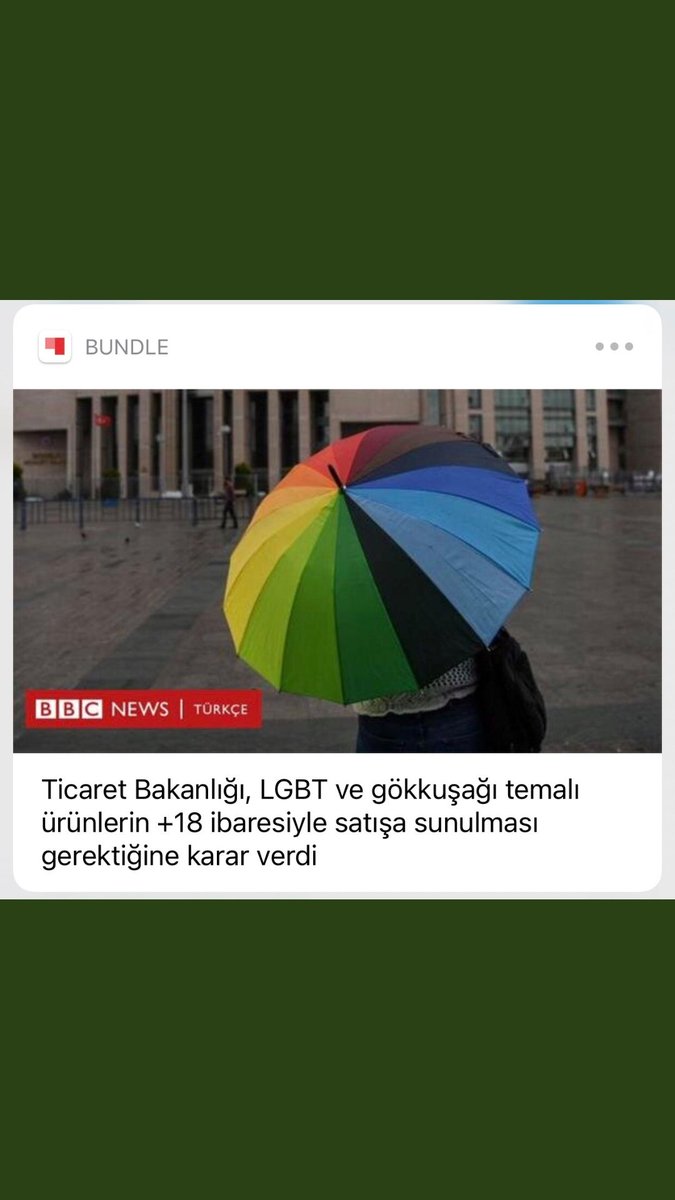 BUNDLE
BBC NEWS | TÜRKÇE
Ticaret Bakanlığı, LGBT ve gökkuşağı temalı
ürünlerin +18 ibaresiyle satışa sunulması
gerektiğine karar verdi